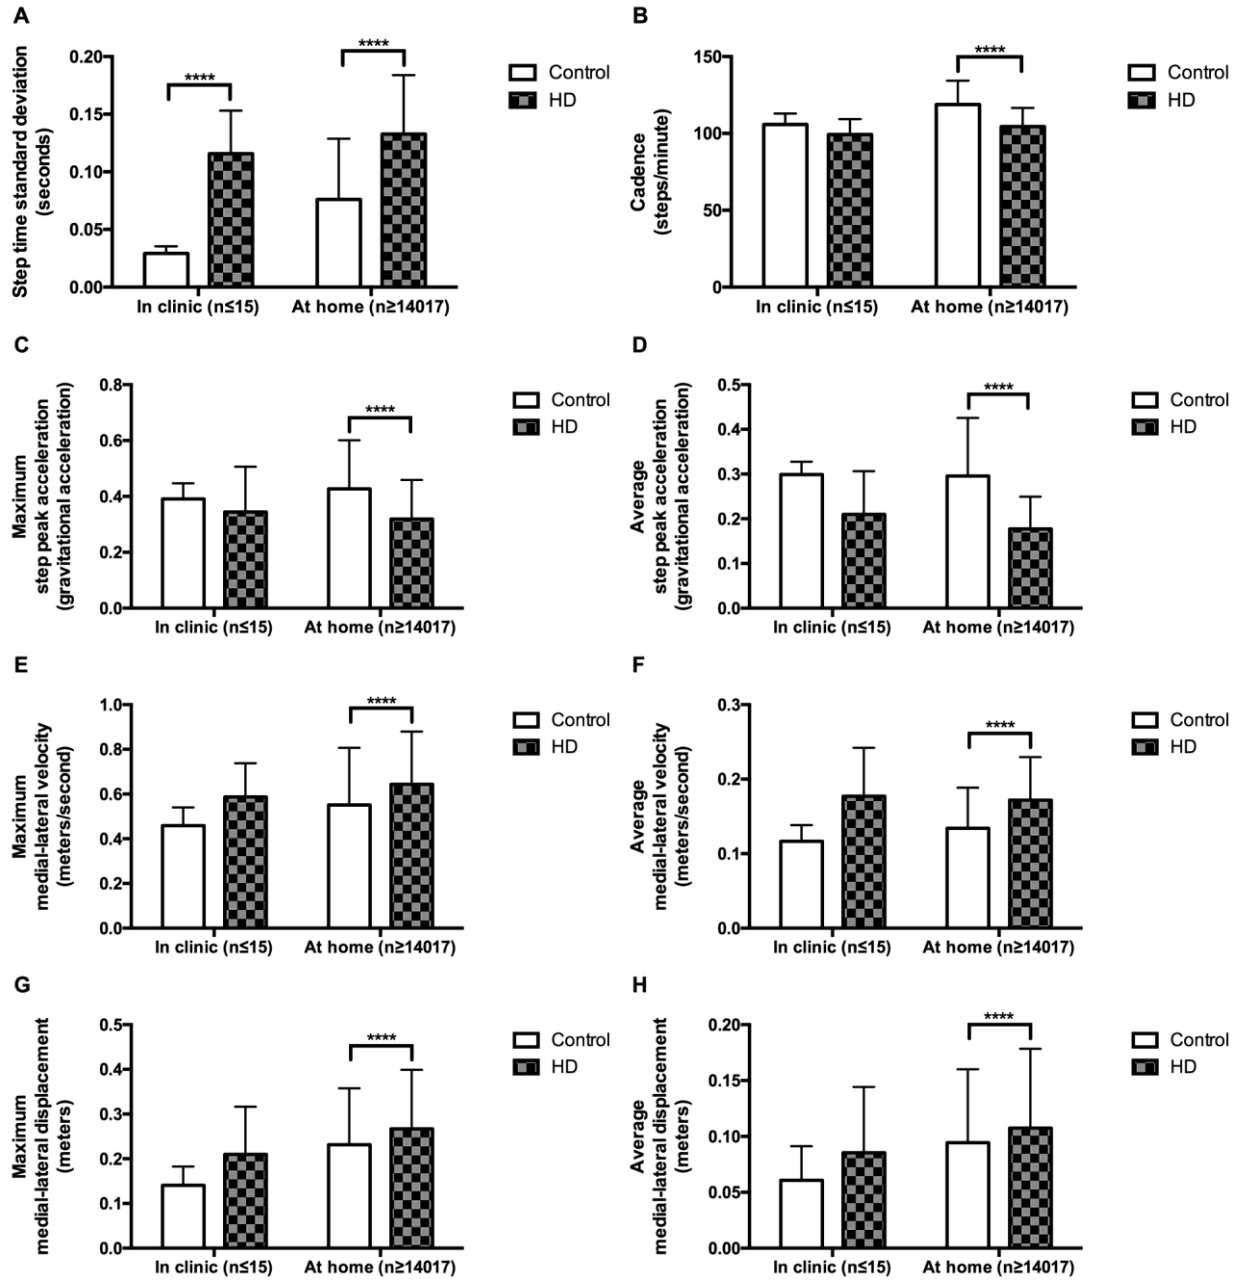 A
Step time standard deviation
(seconds)
0.20
0.15
0.10
0.05
0.00
****
****
In clinic (n≤15)
At home (n≥14017)
Control
HD
B
Cadence
(steps/minute)
150
100
50
0
****
In clinic (n≤15)
At home (n≥14017)
Control
HD
C
Maximum
step peak acceleration
(gravitational acceleration)
0.8
0.6
0.4
0.2
0.0
****
In clinic (n≤15)
At home (n≥14017)
Control
HD
D
Average
step peak acceleration
(gravitational acceleration)
0.5
0.4
0.3
0.2
0.1
0.0
****
In clinic (n≤15)
At home (n≥14017)
Control
HD
E
Maximum
medial-lateral velocity
(meters/second)
1.0
0.8
0.6
0.4
0.2
0.0
****
In clinic (n≤15)
At home (n≥14017)
Control
HD
F
Average
medial-lateral velocity
(meters/second)
0.3
0.2
0.1
0.0
****
In clinic (n≤15)
At home (n≥14017)
Control
HD
G
Maximum
medial-lateral displacement
(meters)
0.5
0.4
0.3
0.2
0.1
0.0
****
In clinic (n≤15)
At home (n≥14017)
Control
HD
H
Average
medial-lateral displacement
(meters)
0.20
0.15
0.10
0.05
0.00
****
In clinic (n≤15)
At home (n≥14017)
Control
HD